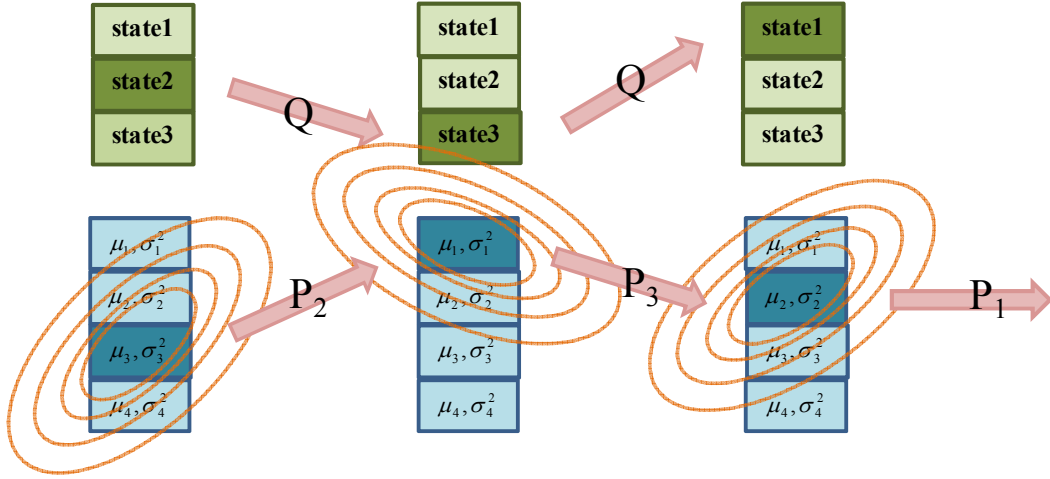 state1
state2
state3
Q
state1
state2
state3
Q
state1
state2
state3
μ₁,σ₁²
μ₂,σ₂²
μ₃,σ₃²
μ₄,σ₄²
P₂
μ₁,σ₁²
μ₂,σ₂²
μ₃,σ₃²
μ₄,σ₄²
P₃
μ₁,σ₁²
μ₂,σ₂²
μ₃,σ₃²
μ₄,σ₄²
P₁